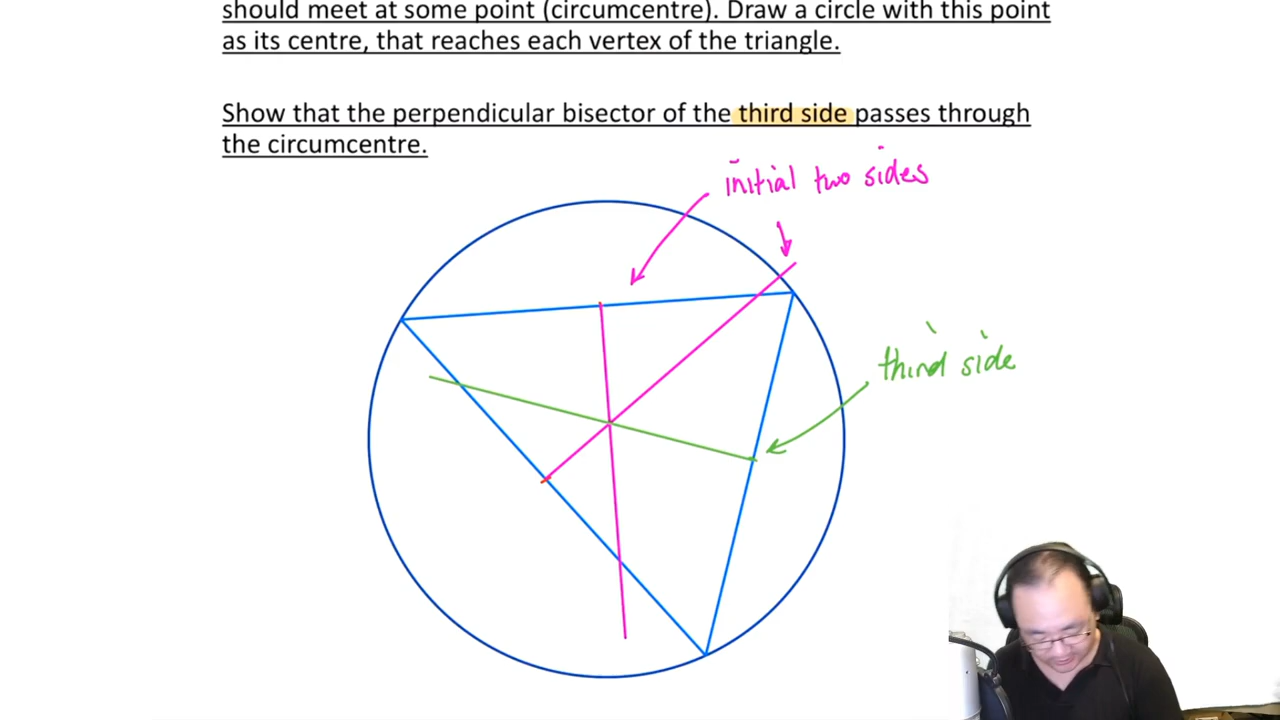 should meet at some point (circumcentre). Draw a circle with this point
as its centre, that reaches each vertex of the triangle.
Show that the perpendicular bisector of the third side passes through
the circumcentre.
initial two sides
third side